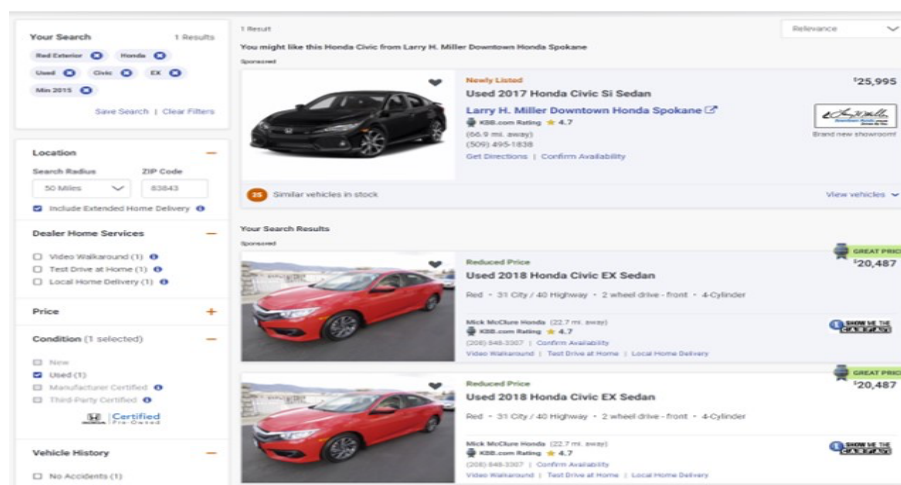 Your Search
1 Results
Red Exterior
Honda
Used
Civic
EX
Min 2015
Save Search | Clear Filters
Location
Search Radius
ZIP Code
50 Miles
83843
Include Extended Home Delivery
Dealer Home Services
Video Walkaround (1)
Test Drive at Home (1)
Local Home Delivery (1)
Price
Condition (1 selected)
New
Used (1)
Manufacturer Certified
Third-Party Certified
HONDA Certified
Pre-Owned
Vehicle History
No Accidents (1)
1 Result
Relevance
You might like this Honda Civic from Larry H. Miller Downtown Honda Spokane
Sponsored
Newly Listed
$25,995
Used 2017 Honda Civic Si Sedan
Larry H. Miller Downtown Honda Spokane
KBB.com Rating 4.7
Brand new showroom!
(66.9 mi. away)
(509) 495-1838
Get Directions | Confirm Availability
25 Similar vehicles in stock
View vehicles
Your Search Results
Sponsored
GREAT PRICE
Reduced Price
$20,487
Used 2018 Honda Civic EX Sedan
Red • 31 City / 40 Highway • 2 wheel drive - front • 4-Cylinder
Mick McClure Honda (22.7 mi. away)
KBB.com Rating 4.7
SHOW ME THE
CARFAX
(208) 848-3307 | Confirm Availability
Video Walkaround | Test Drive at Home | Local Home Delivery
GREAT PRICE
Reduced Price
$20,487
Used 2018 Honda Civic EX Sedan
Red • 31 City / 40 Highway • 2 wheel drive - front • 4-Cylinder
Mick McClure Honda (22.7 mi. away)
KBB.com Rating 4.7
SHOW ME THE
CARFAX
(208) 848-3307 | Confirm Availability
Video Walkaround | Test Drive at Home | Local Home Delivery